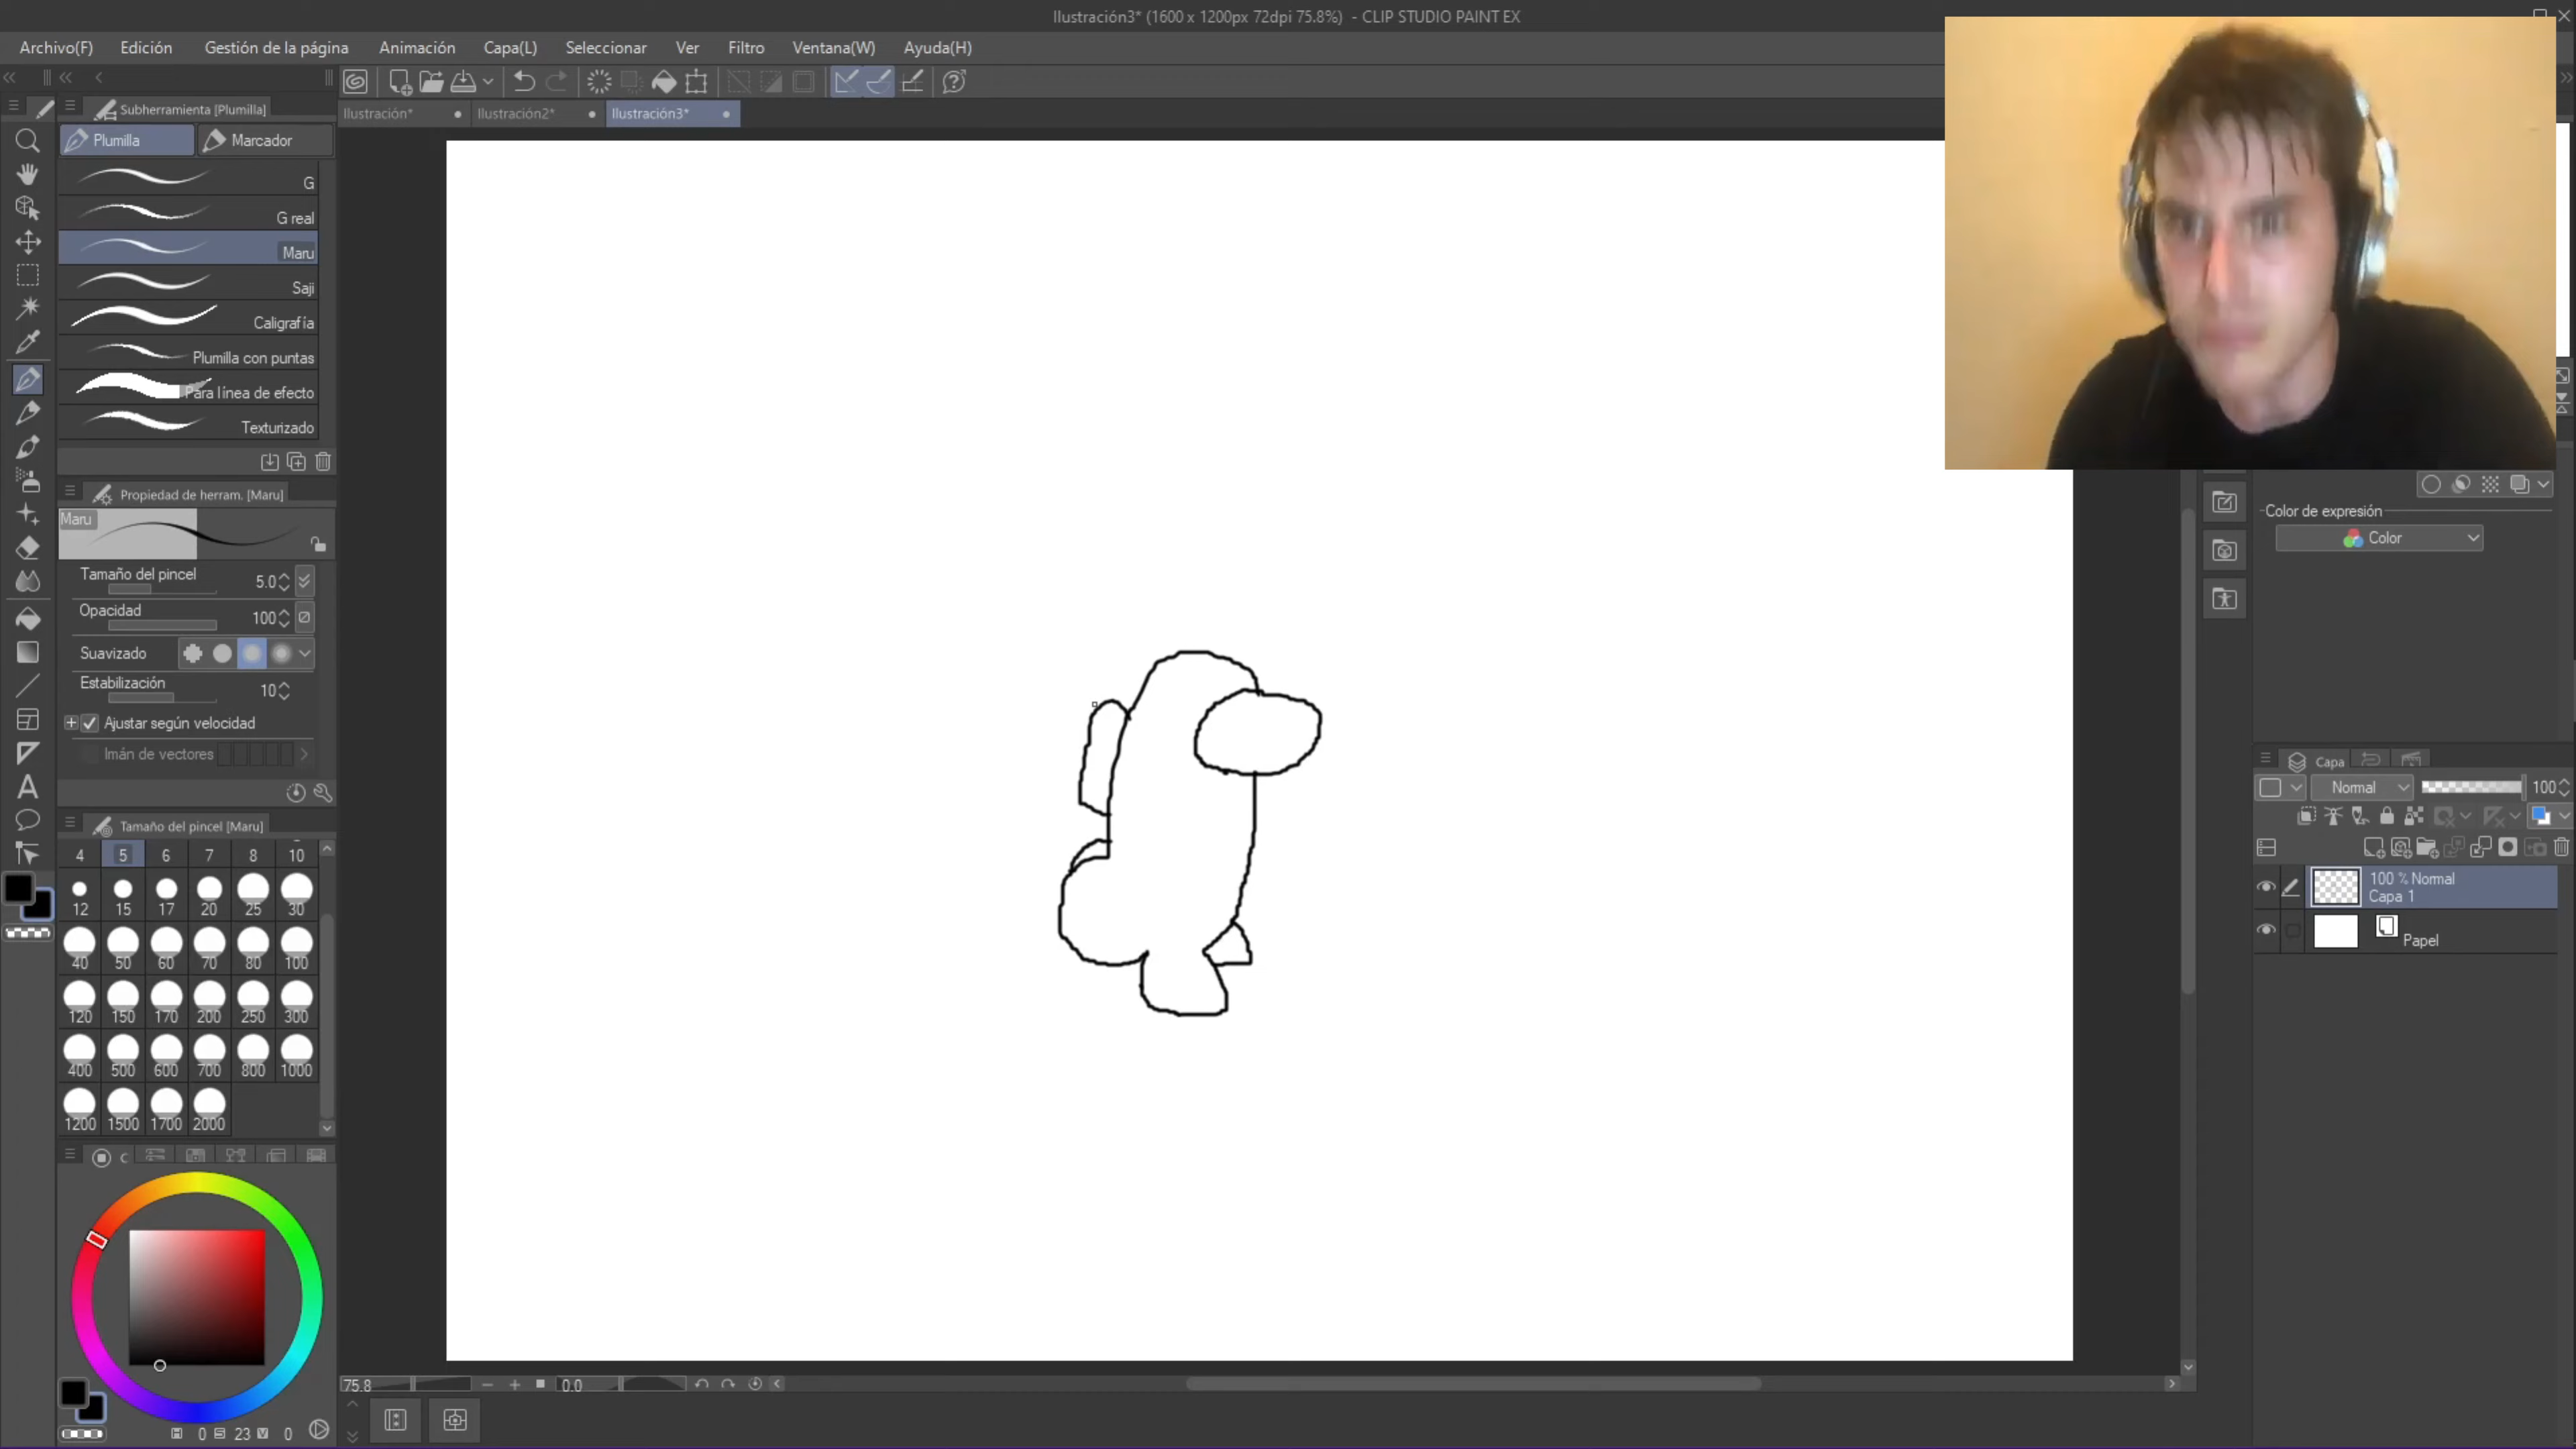 Ilustración3* (1600 x 1200px 72dpi 75.8%) - CLIP STUDIO PAINT EX
Archivo(F) Edición Gestión de la página Animación Capa(L) Seleccionar Ver Filtro Ventana(W) Ayuda(H)
Subherramienta [Plumilla]
Ilustración* Ilustración2* Ilustración3*
Plumilla Marcador
G
G real
Maru
Saji
Caligrafía
Plumilla con puntas
Para línea de efecto
Texturizado
Propiedad de herram. [Maru]
Maru
Tamaño del pincel 5.0
Opacidad 100
Suavizado
Estabilización 10
Ajustar según velocidad
Imán de vectores
Tamaño del pincel [Maru]
4 5 6 7 8 10
12 15 17 20 25 30
40 50 60 70 80 100
120 150 170 200 250 300
400 500 600 700 800 1000
1200 1500 1700 2000
C
H 0 S 23 V 0
75.8 0.0
Color de expresión
Color
Capa
Normal 100
100 % Normal
Capa 1
Papel